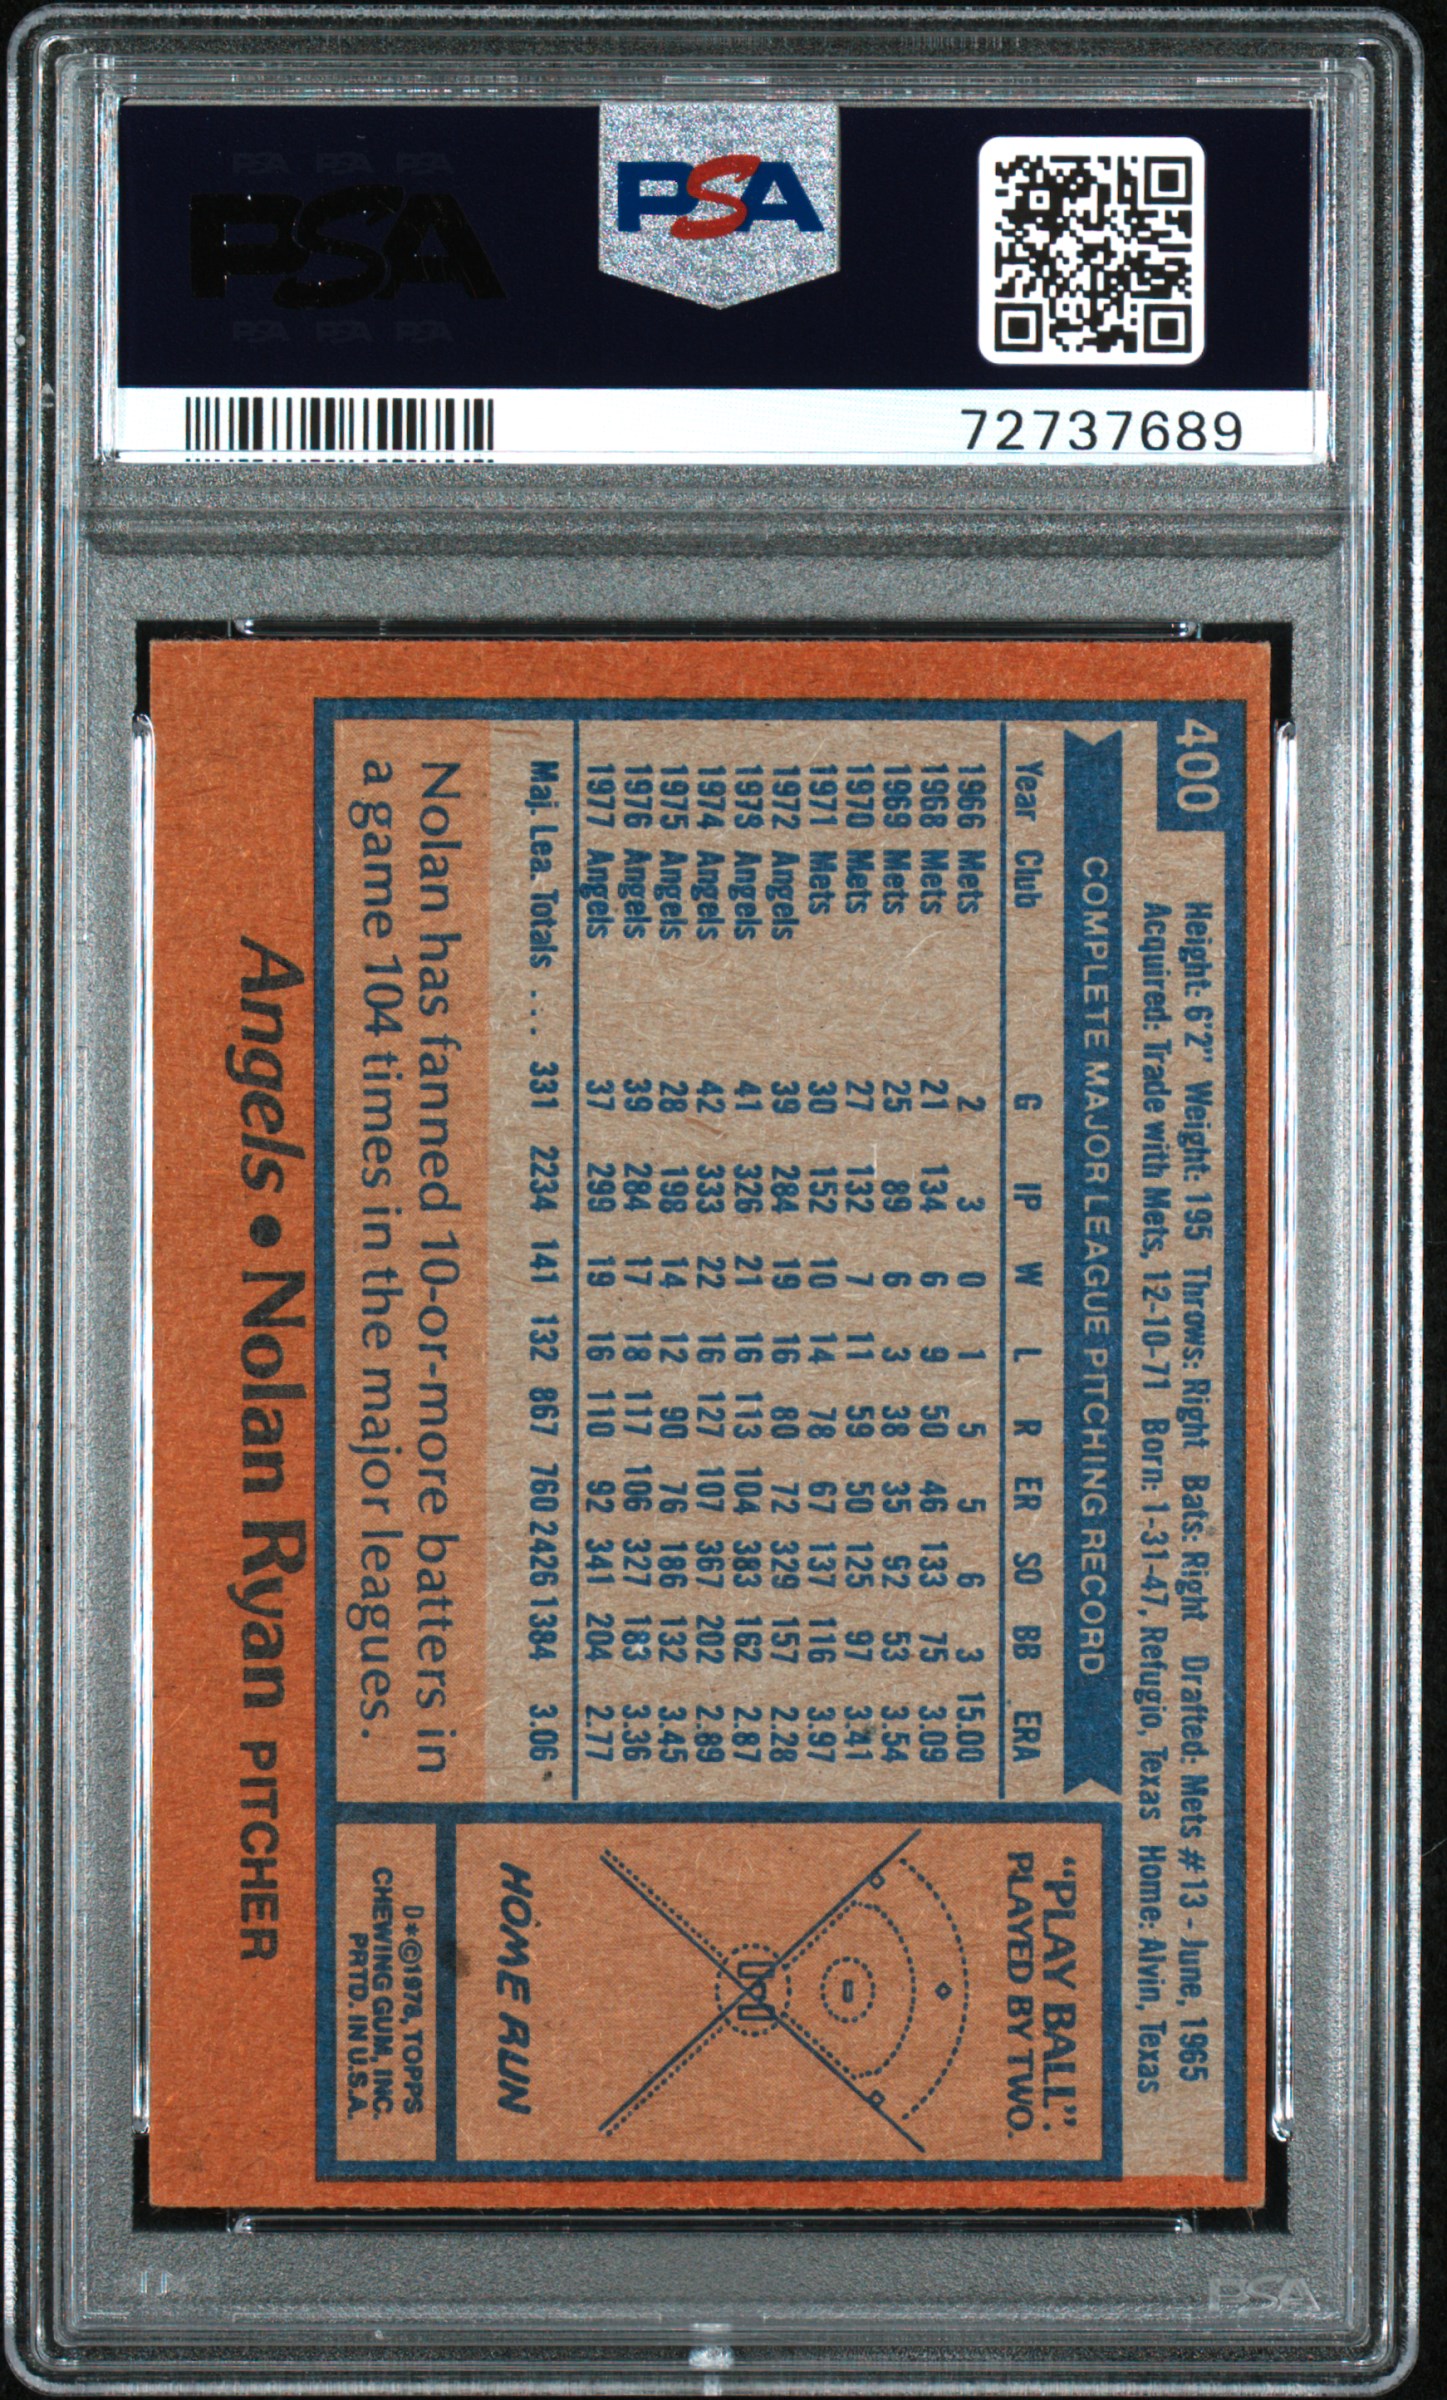 PSA PSA PSA
PSA
PSA PSA PSA
PSA
72737689
400
Height: 6'2" Weight: 195 Throws: Right Bats: Right Drafted: Mets #13 - June, 1965
Acquired: Trade with Mets, 12-10-71 Born: 1-31-47, Refugio, Texas Home: Alvin, Texas
COMPLETE MAJOR LEAGUE PITCHING RECORD
Year Club G IP W L R ER SO BB ERA
1966 Mets 2 3 0 1 5 5 6 3 15.00
1968 Mets 21 134 6 9 50 46 133 75 3.09
1969 Mets 25 89 6 3 38 35 92 53 3.54
1970 Mets 27 132 7 11 59 50 125 97 3.41
1971 Mets 30 152 10 14 78 67 137 116 3.97
1972 Angels 39 284 19 16 80 72 329 157 2.28
1973 Angels 41 326 21 16 113 104 383 162 2.87
1974 Angels 42 333 22 16 127 107 367 202 2.89
1975 Angels 28 198 14 12 90 76 186 132 3.45
1976 Angels 39 284 17 18 117 106 327 183 3.36
1977 Angels 37 299 19 16 110 92 341 204 2.77
Maj. Lea. Totals ... 331 2234 141 132 867 760 2426 1384 3.06
Nolan has fanned 10-or-more batters in
a game 104 times in the major leagues.
"PLAY BALL":
PLAYED BY TWO.
HOME RUN
D*©1978, TOPPS
CHEWING GUM, INC.
PRTD. IN U.S.A.
Angels • Nolan Ryan PITCHER
PSA